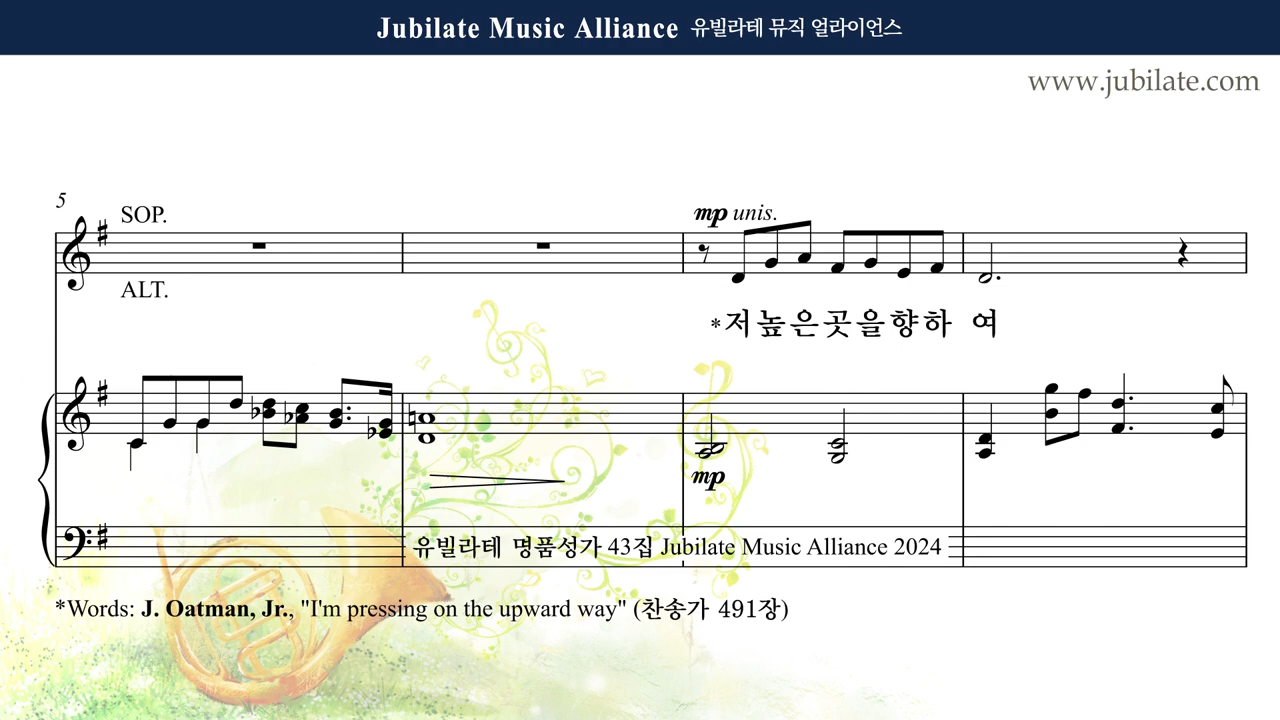 Jubilate Music Alliance 유빌라테 뮤직 얼라이언스
www.jubilate.com
5
SOP.
ALT.
mp unis.
*저높은곳을향하 여
mp
유빌라테 명품성가 43집 Jubilate Music Alliance 2024
*Words: J. Oatman, Jr., "I'm pressing on the upward way" (찬송가 491장)